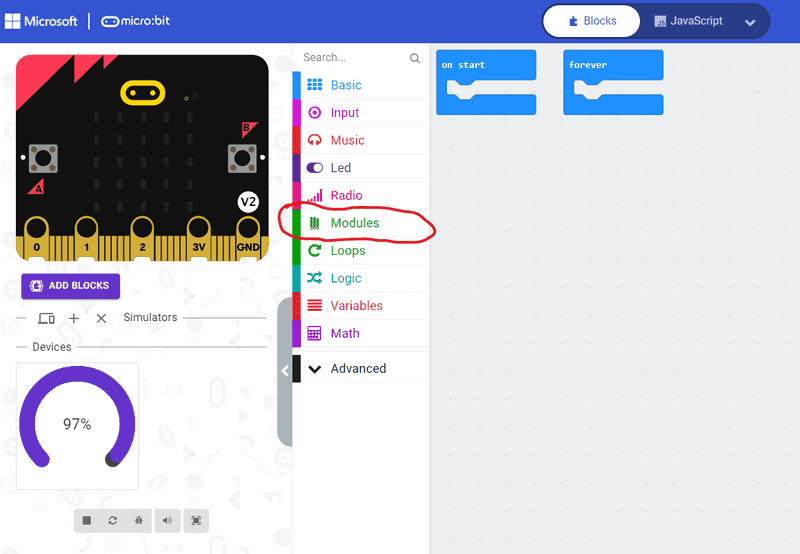 Microsoft
micro:bit
Blocks
JavaScript
JS
Search...
Basic
Input
Music
Led
Radio
Modules
Loops
Logic
Variables
Math
Advanced
on start
forever
B
A
V2
0
1
2
3V
GND
ADD BLOCKS
Simulators
Devices
97%